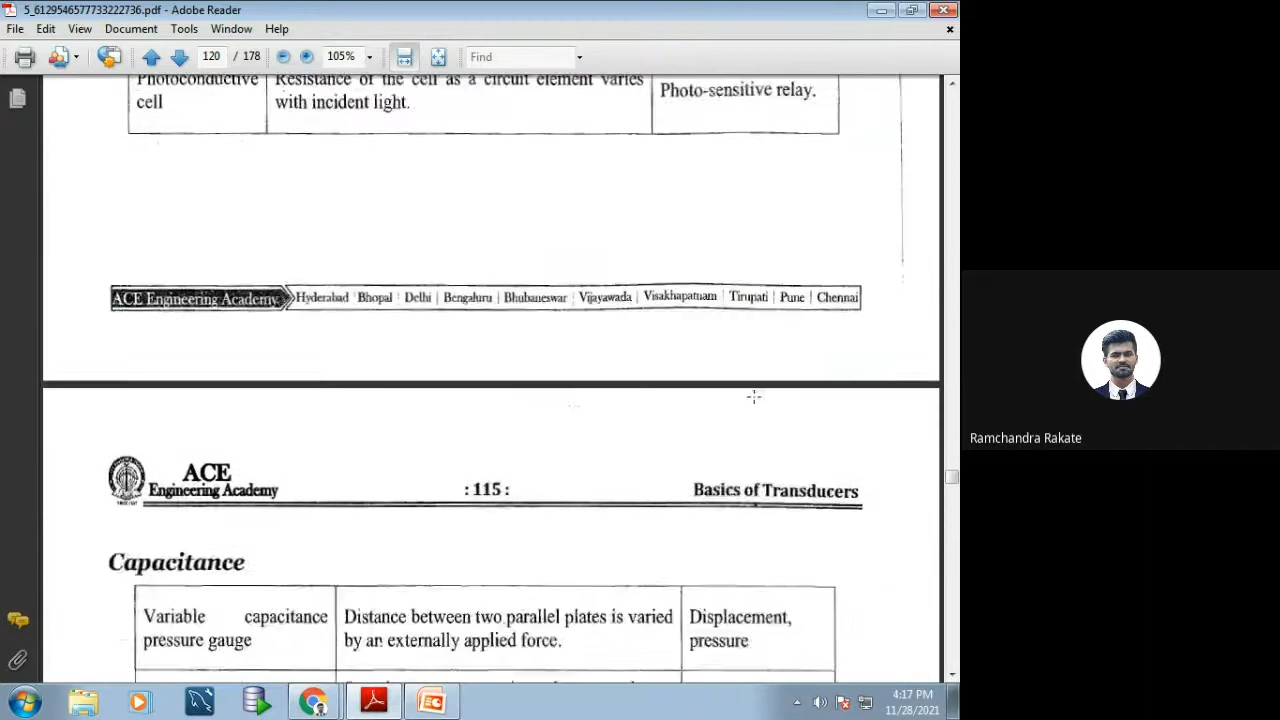 5_6129546577733222736.pdf - Adobe Reader
File Edit View Document Tools Window Help
120 / 178 105% Find
Photoconductive cell
Resistance of the cell as a circuit element varies
with incident light.
Photo-sensitive relay.
ACE Engineering Academy Hyderabad | Bhopal | Delhi | Bengaluru | Bhubaneswar | Vijayawada | Visakhapatnam | Tirupati | Pune | Chennai
ACE
Engineering Academy
: 115 :
Basics of Transducers
Capacitance
Variable capacitance
pressure gauge
Distance between two parallel plates is varied
by an externally applied force.
Displacement,
pressure
Ramchandra Rakate
4:17 PM
11/28/2021